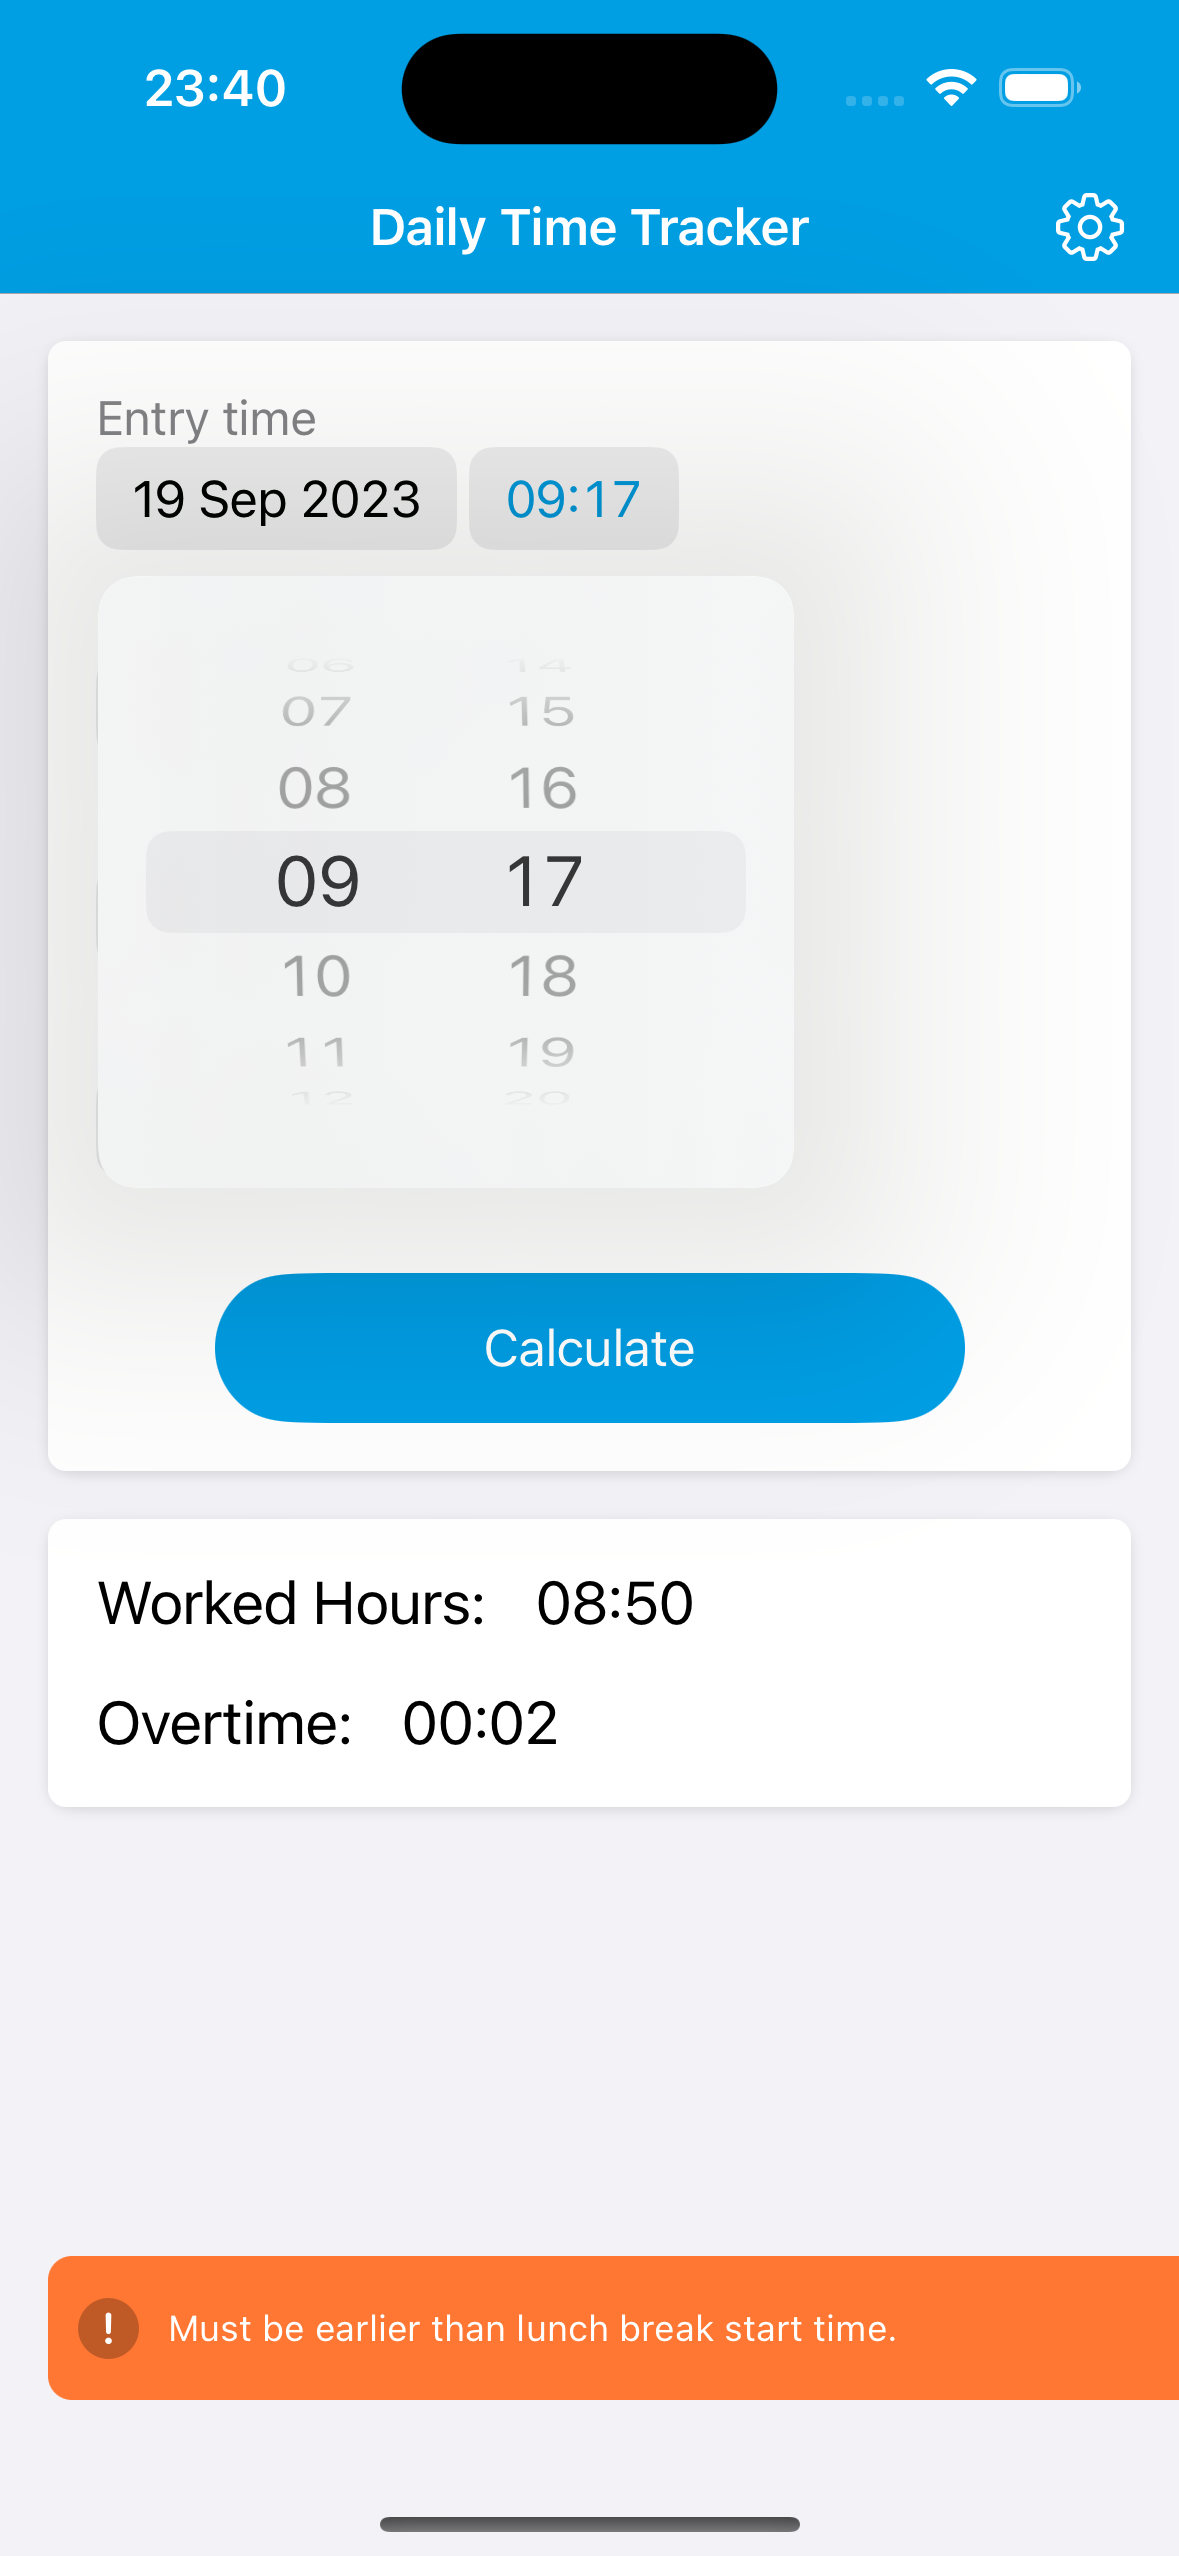 23:40
Daily Time Tracker
Entry time
19 Sep 2023 09:17
06 14
07 15
08 16
09 17
10 18
11 19
12 20
Calculate
Worked Hours: 08:50
Overtime: 00:02
! Must be earlier than lunch break start time.